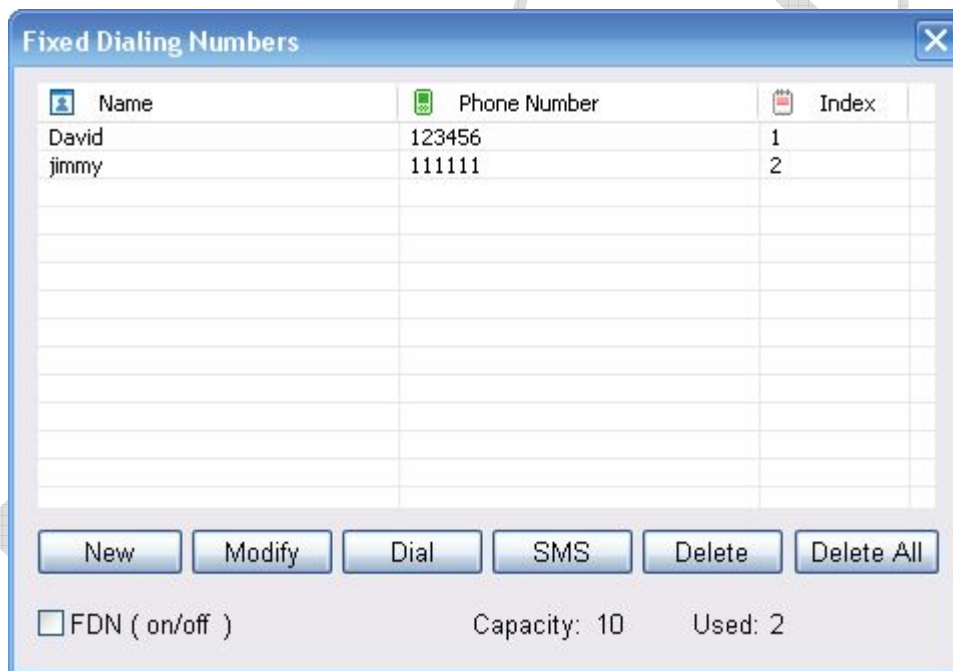 Fixed Dialing Numbers
Name Phone Number Index
David 123456 1
jimmy 111111 2
New Modify Dial SMS Delete Delete All
FDN ( on/off ) Capacity: 10 Used: 2